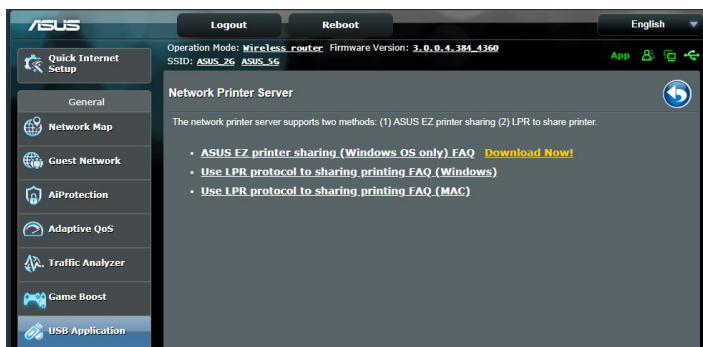 ASUS
Logout
Reboot
English
Quick Internet
Setup
Operation Mode: Wireless router Firmware Version: 3.0.0.4.384_4360
SSID: ASUS_2G ASUS_5G
App
General
Network Map
Guest Network
AiProtection
Adaptive QoS
Traffic Analyzer
Game Boost
USB Application
Network Printer Server
The network printer server supports two methods: (1) ASUS EZ printer sharing (2) LPR to share printer.
• ASUS EZ printer sharing (Windows OS only) FAQ Download Now!
• Use LPR protocol to sharing printing FAQ (Windows)
• Use LPR protocol to sharing printing FAQ (MAC)